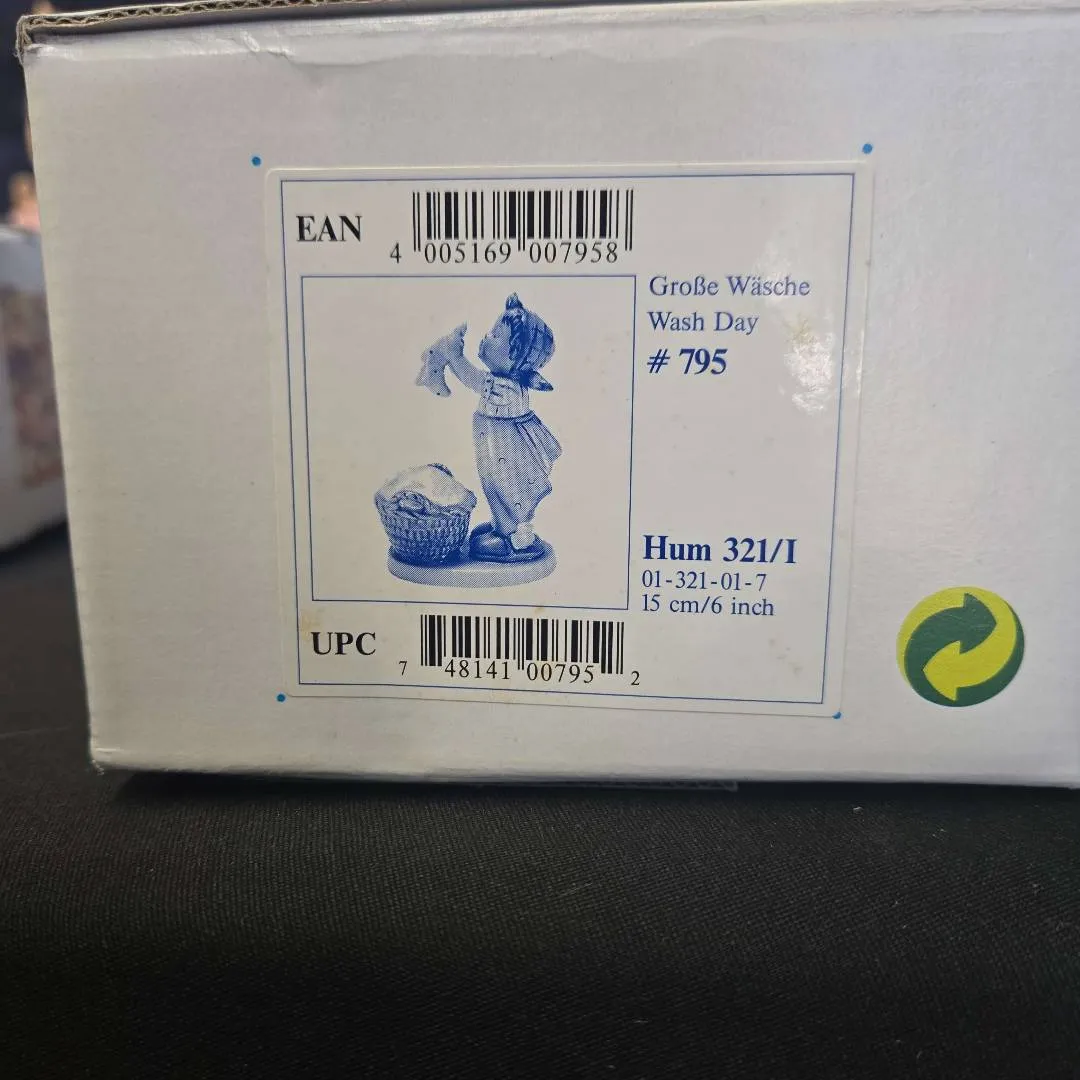 EAN
4 005169 007958
Große Wäsche
Wash Day
# 795
Hum 321/I
01-321-01-7
15 cm/6 inch
UPC
7 48141 00795 2